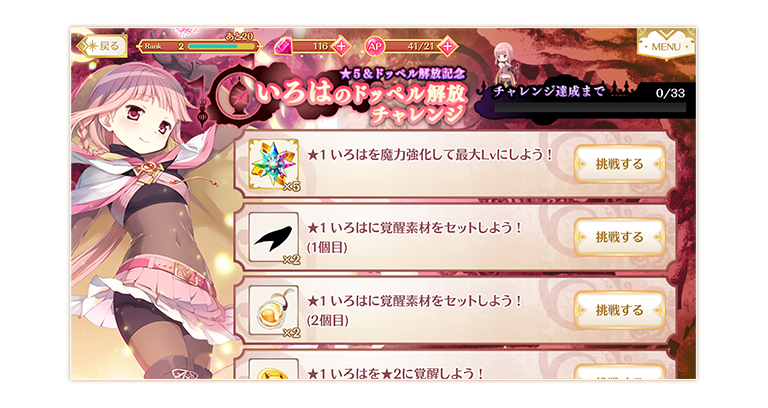 戻る
Rank 2
あと20
116
AP 41/21
MENU
★5&ドッペル解放記念
いろはのドッペル解放
チャレンジ
チャレンジ達成まで
0/33
★1 いろはを魔力強化して最大Lvにしよう！
×5
挑戦する
★1 いろはに覚醒素材をセットしよう！
(1個目)
×2
挑戦する
★1 いろはに覚醒素材をセットしよう！
(2個目)
×2
挑戦する
★1 いろはを★2に覚醒しよう！
挑戦する